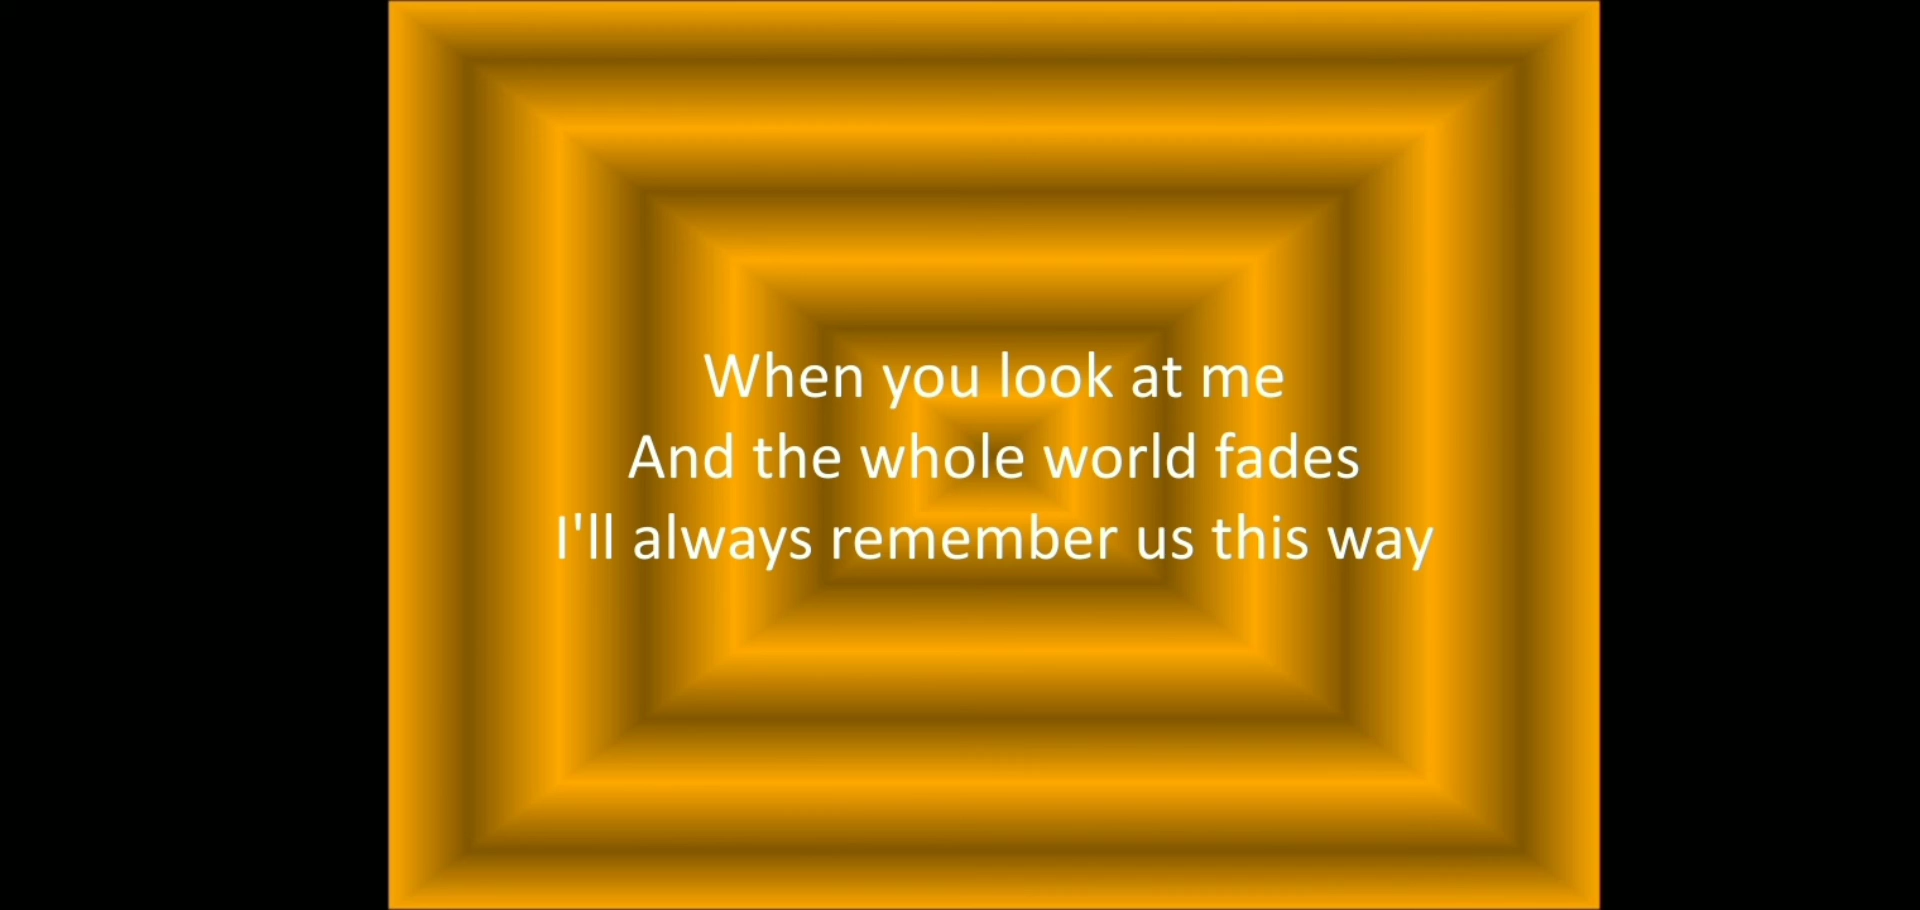 When you look at me
And the whole world fades
I'll always remember us this way